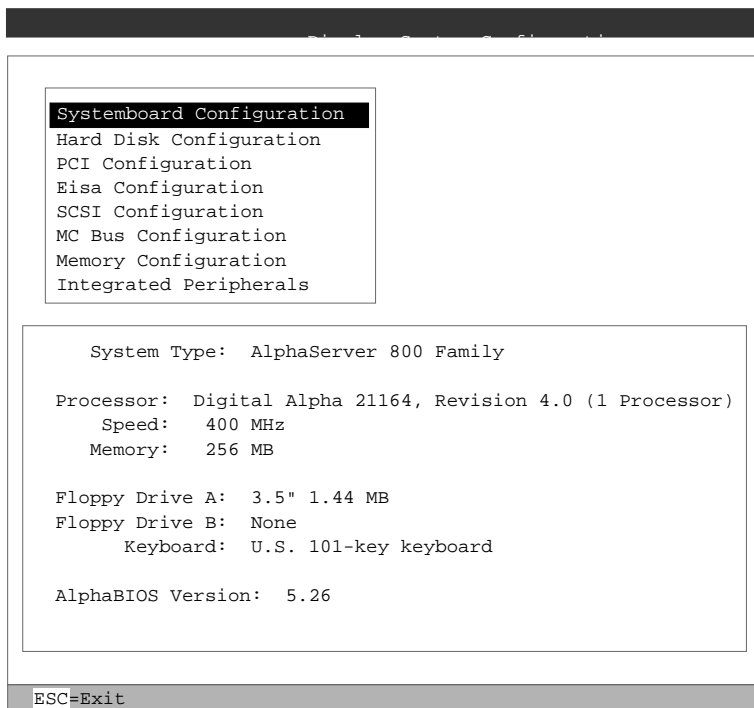 Systemboard Configuration
Hard Disk Configuration
PCI Configuration
Eisa Configuration
SCSI Configuration
MC Bus Configuration
Memory Configuration
Integrated Peripherals
System Type: AlphaServer 800 Family
Processor: Digital Alpha 21164, Revision 4.0 (1 Processor)
Speed: 400 MHz
Memory: 256 MB
Floppy Drive A: 3.5" 1.44 MB
Floppy Drive B: None
Keyboard: U.S. 101-key keyboard
AlphaBIOS Version: 5.26
ESC=Exit